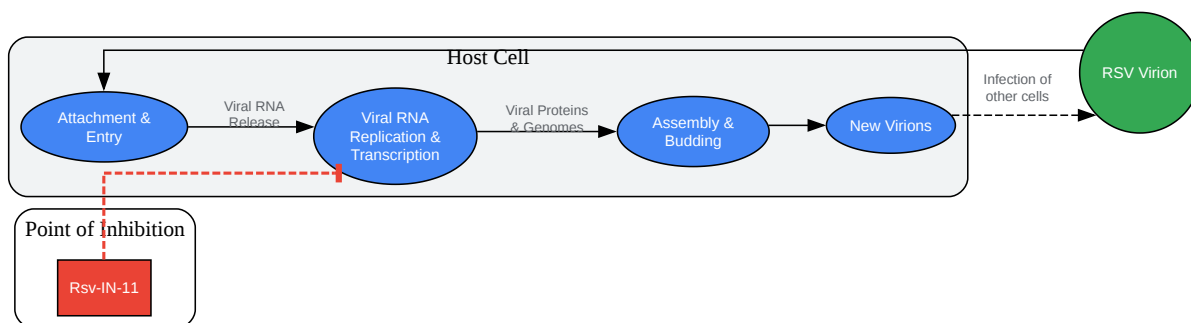 Host Cell
RSV Virion
Attachment &
Entry
Viral RNA
Release
Viral RNA
Replication &
Transcription
Viral Proteins
& Genomes
Assembly &
Budding
New Virions
Infection of
other cells
Point of Inhibition
Rsv-IN-11